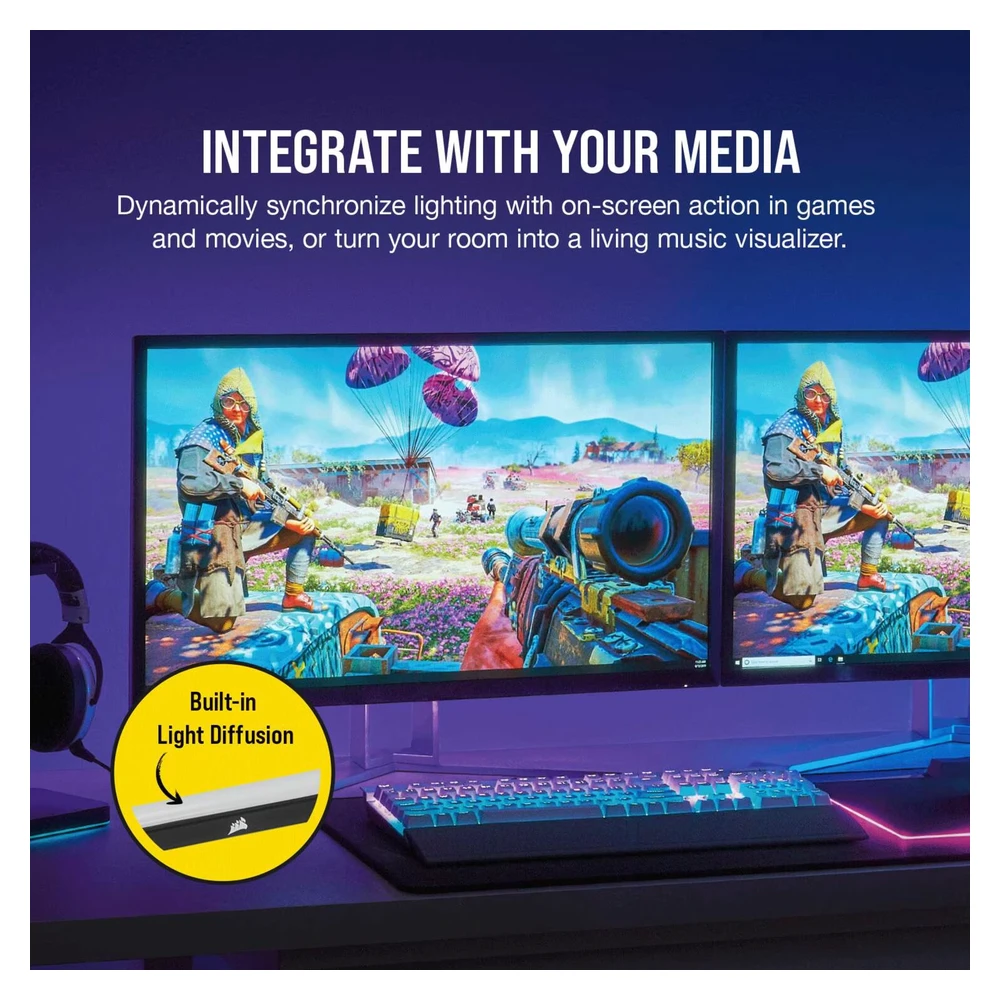 INTEGRATE WITH YOUR MEDIA
Dynamically synchronize lighting with on-screen action in games
and movies, or turn your room into a living music visualizer.
Built-in
Light Diffusion